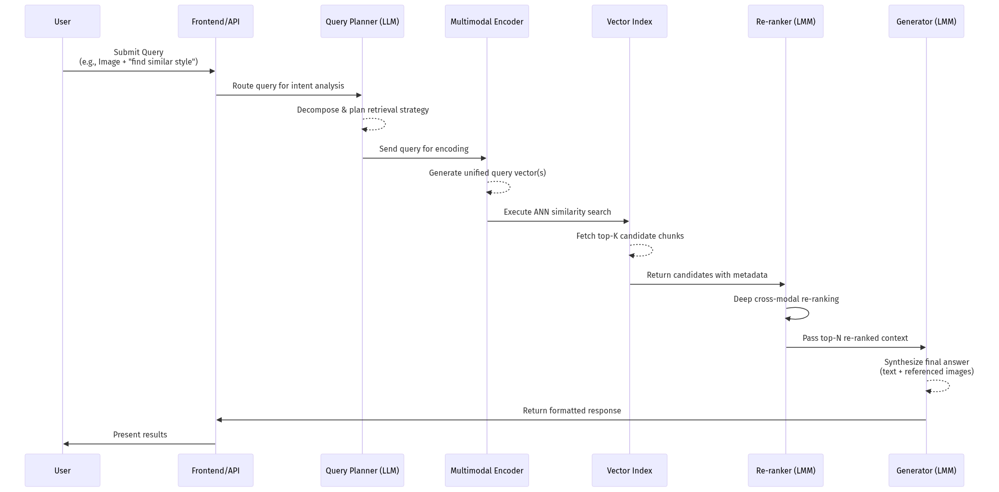 User
Frontend/API
Query Planner (LLM)
Multimodal Encoder
Vector Index
Re-ranker (LMM)
Generator (LMM)
Submit Query
(e.g., Image + "find similar style")
Route query for intent analysis
Decompose & plan retrieval strategy
Send query for encoding
Generate unified query vector(s)
Execute ANN similarity search
Fetch top-K candidate chunks
Return candidates with metadata
Deep cross-modal re-ranking
Pass top-N re-ranked context
Synthesize final answer
(text + referenced images)
Return formatted response
Present results
User
Frontend/API
Query Planner (LLM)
Multimodal Encoder
Vector Index
Re-ranker (LMM)
Generator (LMM)